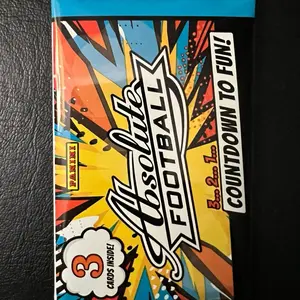 PANINI
Absolute
FOOTBALL
3... 2... 1...
COUNTDOWN TO FUN!
3
CARDS INSIDE!